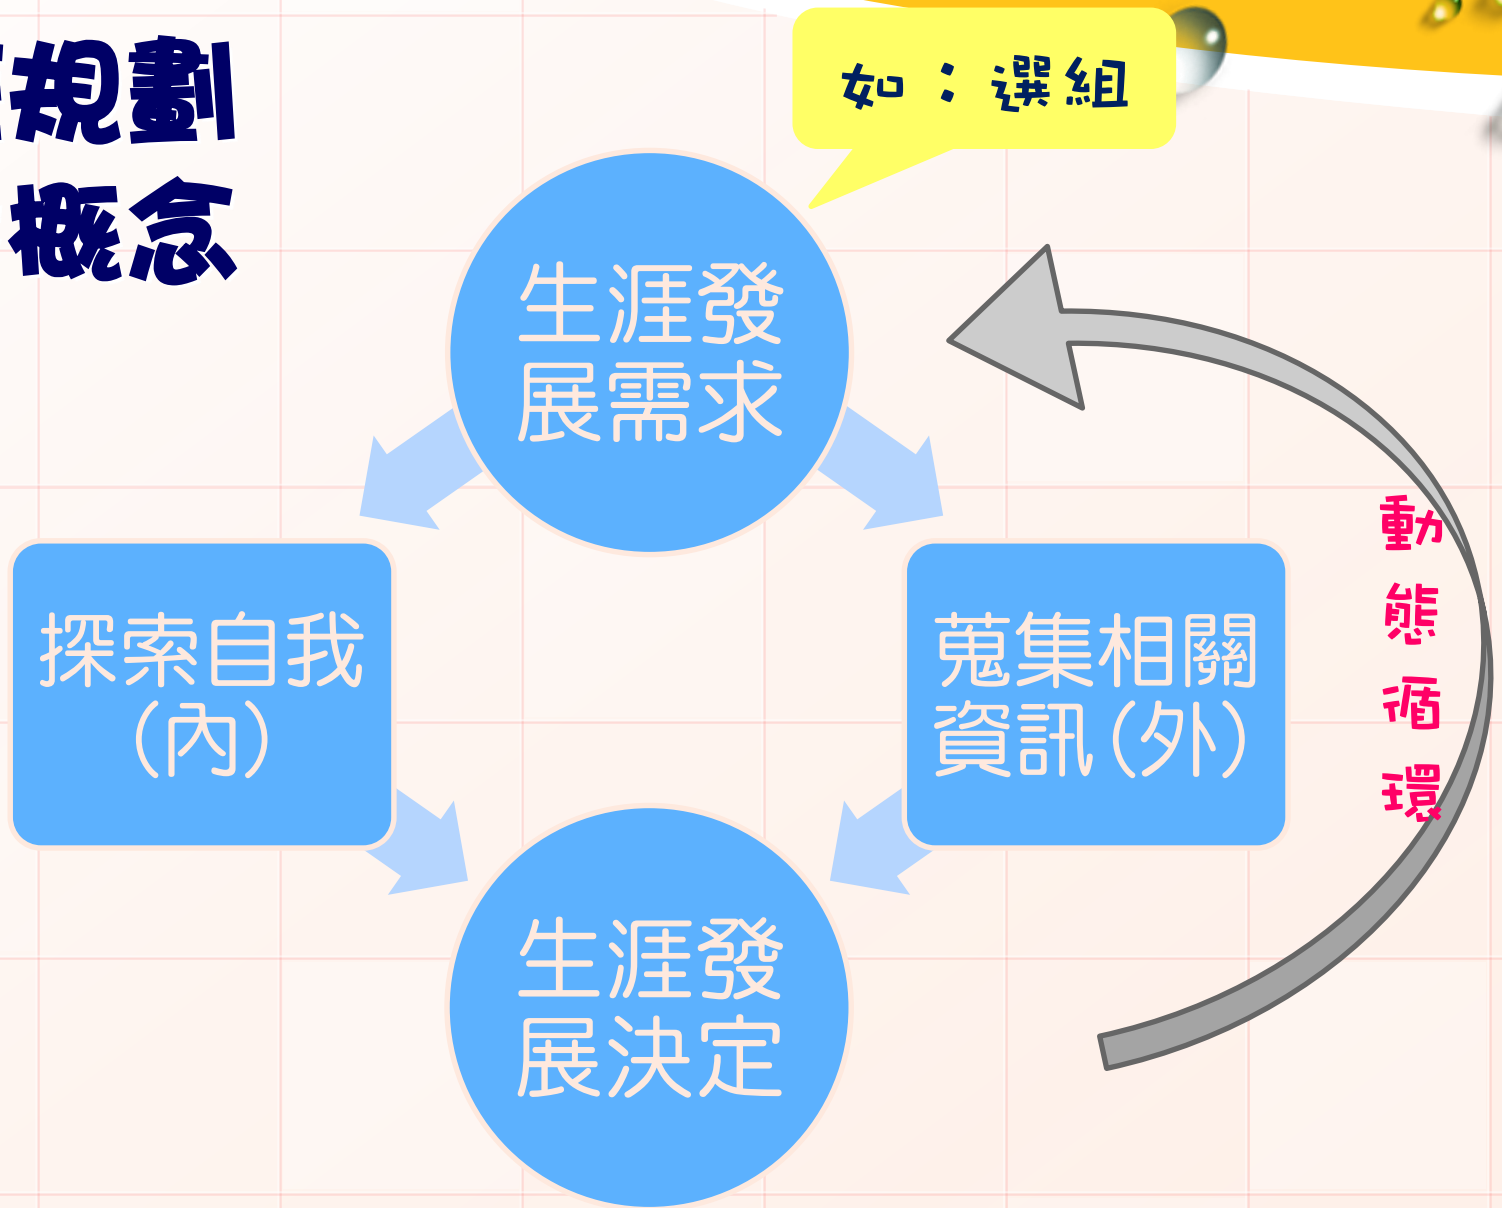 規劃
概念
如：選組
生涯發
展需求
探索自我
(內)
蒐集相關
資訊(外)
動
態
循
環
生涯發
展決定